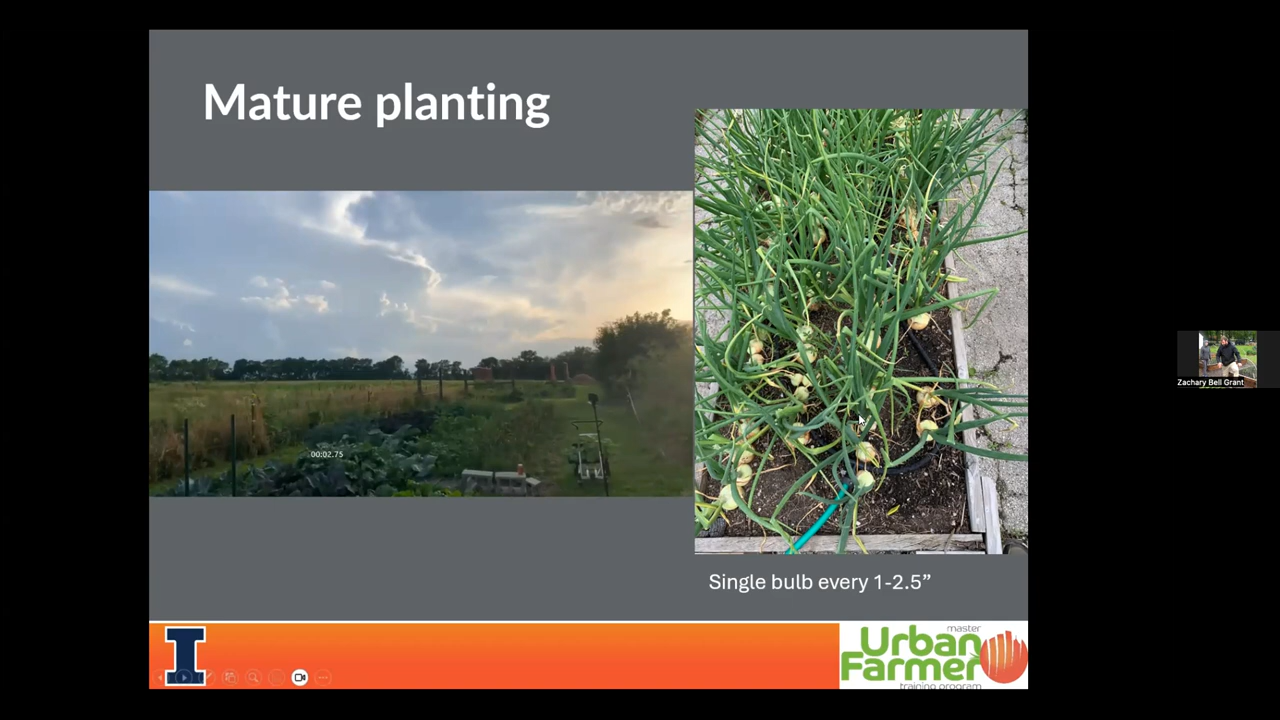 Mature planting
00:02.75
Single bulb every 1-2.5”
I
master
Urban
Farmer
training program
Zachary Bell Grant